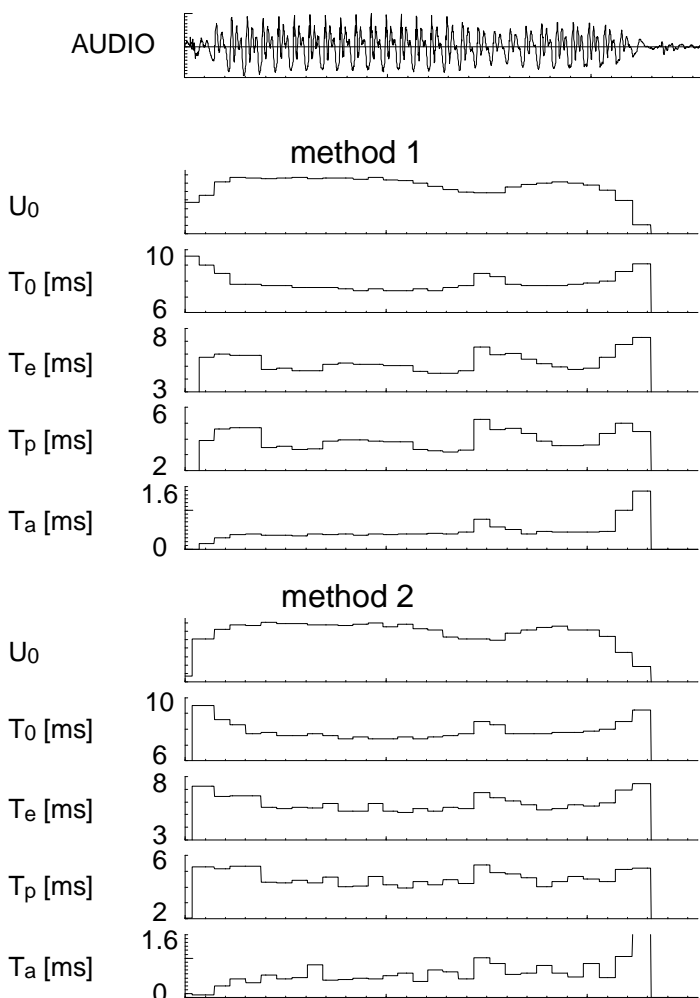 AUDIO
method 1
U0
10
T0 [ms]
6
8
Te [ms]
3
6
Tp [ms]
2
1.6
Ta [ms]
0
method 2
U0
10
T0 [ms]
6
8
Te [ms]
3
6
Tp [ms]
2
1.6
Ta [ms]
0